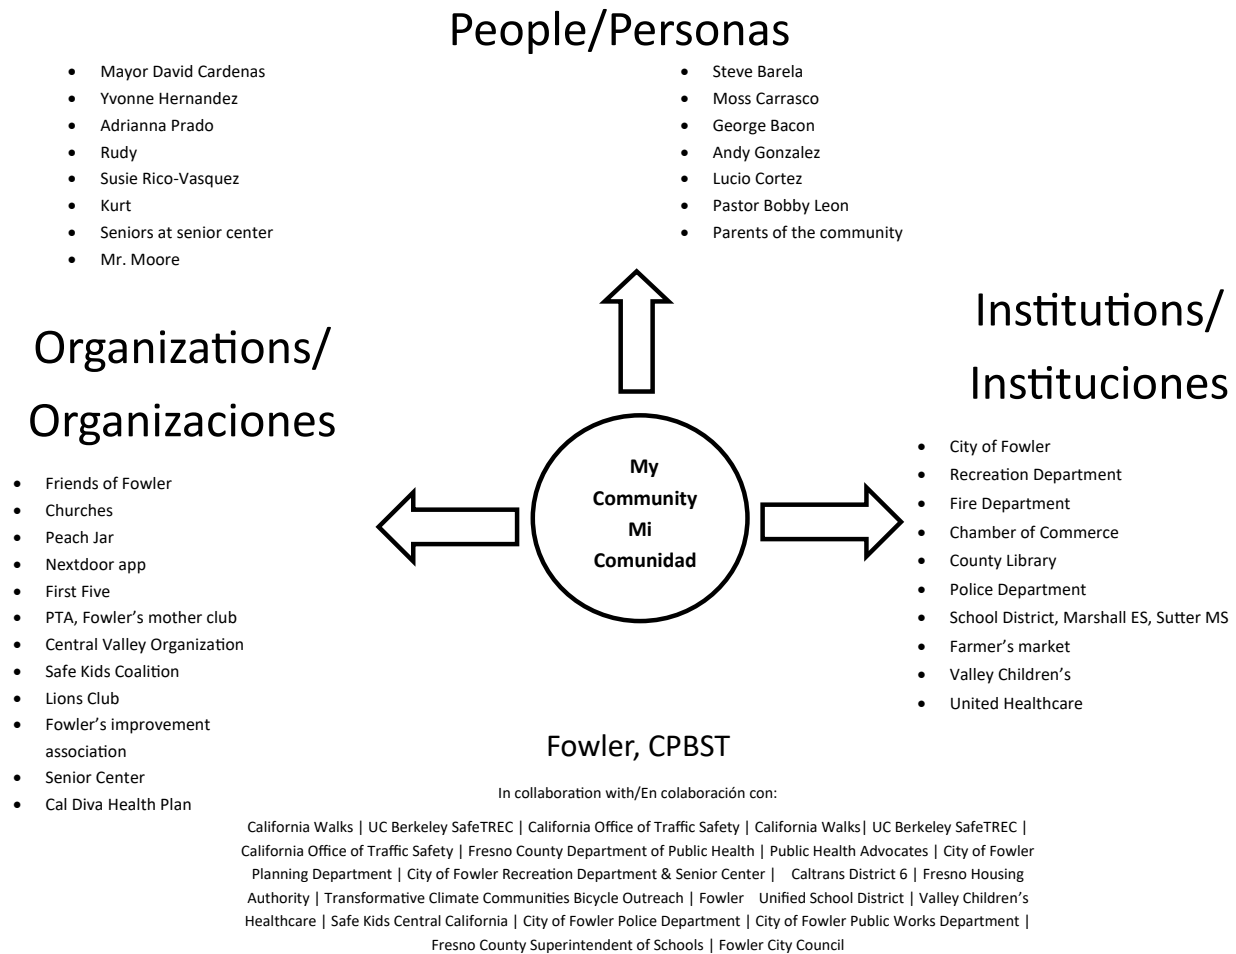 People/Personas
• Mayor David Cardenas
• Yvonne Hernandez
• Adrianna Prado
• Rudy
• Susie Rico-Vasquez
• Kurt
• Seniors at senior center
• Mr. Moore
• Steve Barela
• Moss Carrasco
• George Bacon
• Andy Gonzalez
• Lucio Cortez
• Pastor Bobby Leon
• Parents of the community
Organizations/
Organizaciones
• Friends of Fowler
• Churches
• Peach Jar
• Nextdoor app
• First Five
• PTA, Fowler’s mother club
• Central Valley Organization
• Safe Kids Coalition
• Lions Club
• Fowler’s improvement
association
• Senior Center
• Cal Diva Health Plan
My
Community
Mi
Comunidad
Institutions/
Instituciones
• City of Fowler
• Recreation Department
• Fire Department
• Chamber of Commerce
• County Library
• Police Department
• School District, Marshall ES, Sutter MS
• Farmer’s market
• Valley Children’s
• United Healthcare
Fowler, CPBST
In collaboration with/En colaboración con:
California Walks | UC Berkeley SafeTREC | California Office of Traffic Safety | California Walks| UC Berkeley SafeTREC |
California Office of Traffic Safety | Fresno County Department of Public Health | Public Health Advocates | City of Fowler
Planning Department | City of Fowler Recreation Department & Senior Center | Caltrans District 6 | Fresno Housing
Authority | Transformative Climate Communities Bicycle Outreach | Fowler Unified School District | Valley Children’s
Healthcare | Safe Kids Central California | City of Fowler Police Department | City of Fowler Public Works Department |
Fresno County Superintendent of Schools | Fowler City Council